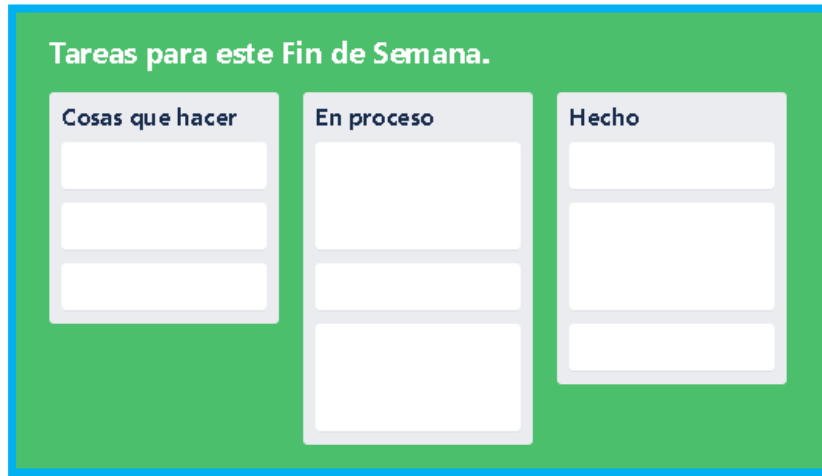 Tareas para este Fin de Semana.
Cosas que hacer
En proceso
Hecho